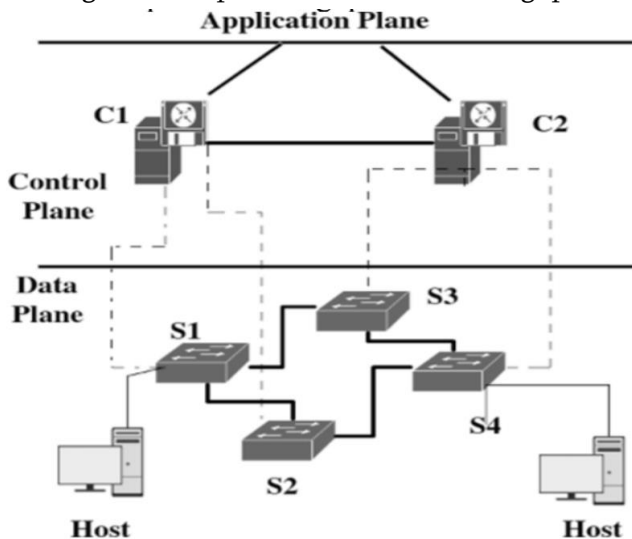 Application Plane
C1
C2
Control
Plane
Data
Plane
S3
S1
S4
S2
Host
Host